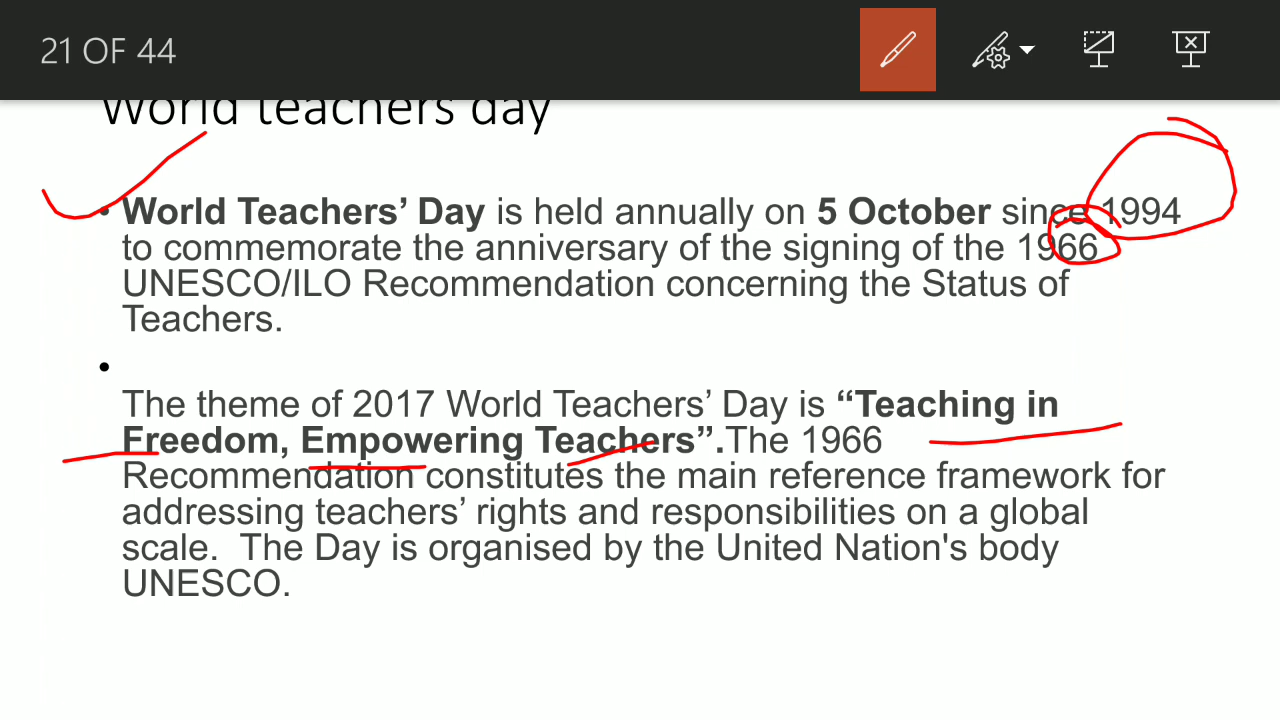 21 OF 44
World teachers day
• World Teachers’ Day is held annually on 5 October since 1994
to commemorate the anniversary of the signing of the 1966
UNESCO/ILO Recommendation concerning the Status of
Teachers.
•
The theme of 2017 World Teachers’ Day is “Teaching in
Freedom, Empowering Teachers”.The 1966
Recommendation constitutes the main reference framework for
addressing teachers’ rights and responsibilities on a global
scale.  The Day is organised by the United Nation's body
UNESCO.